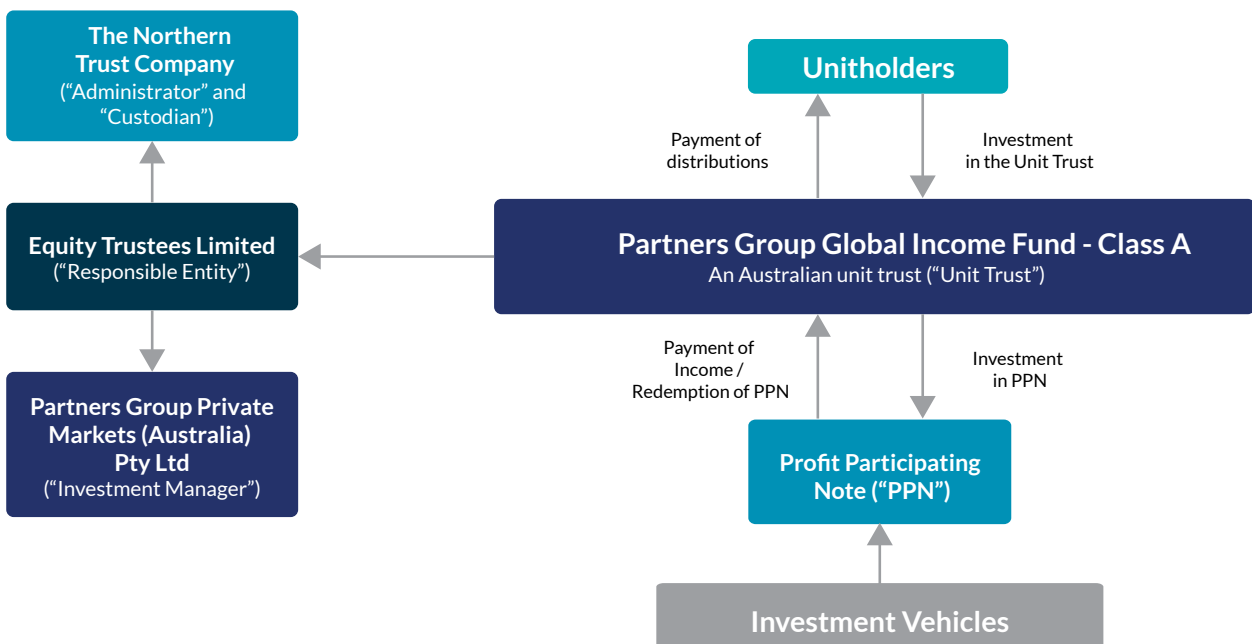 The Northern
Trust Company
(“Administrator” and
“Custodian”)
Equity Trustees Limited
(“Responsible Entity”)
Partners Group Private
Markets (Australia)
Pty Ltd
(“Investment Manager”)
Unitholders
Payment of
distributions
Investment
in the Unit Trust
Partners Group Global Income Fund - Class A
An Australian unit trust (“Unit Trust”)
Payment of
Income /
Redemption of PPN
Investment
in PPN
Profit Participating
Note (“PPN”)
Investment Vehicles